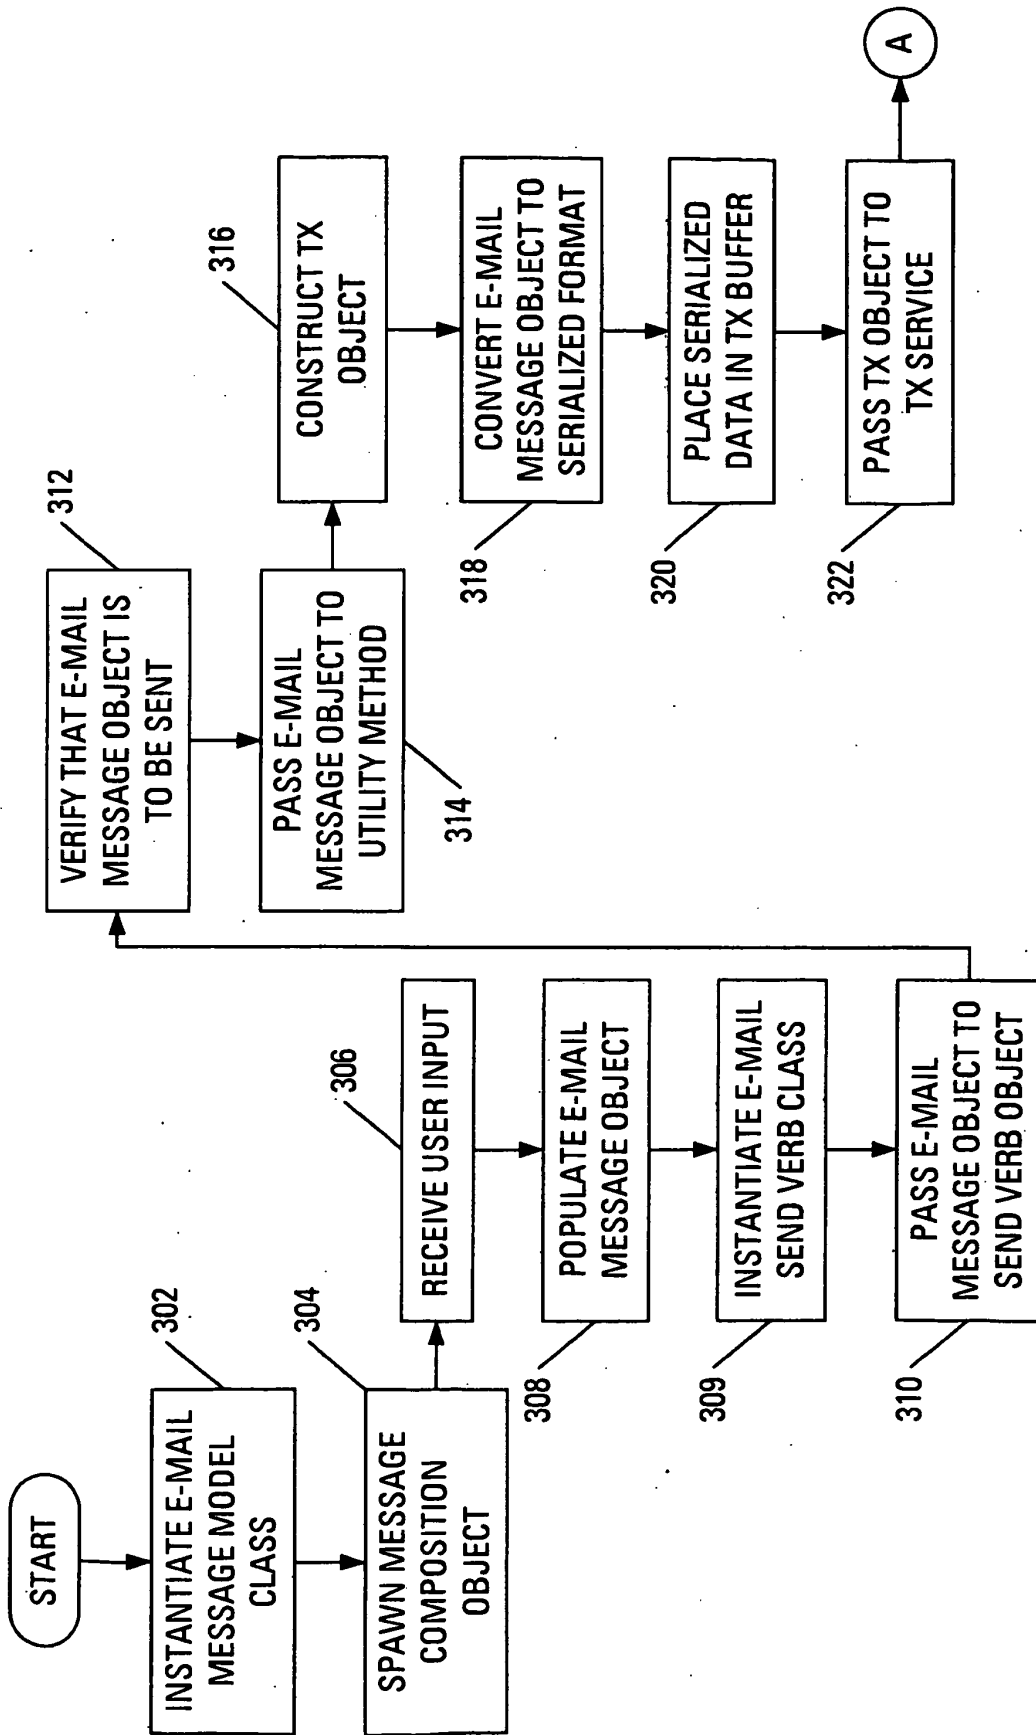 START
302
INSTANTIATE E-MAIL
MESSAGE MODEL
CLASS
304
SPAWN MESSAGE
COMPOSITION
OBJECT
306
RECEIVE USER INPUT
308
POPULATE E-MAIL
MESSAGE OBJECT
309
INSTANTIATE E-MAIL
SEND VERB CLASS
310
PASS E-MAIL
MESSAGE OBJECT TO
SEND VERB OBJECT
312
VERIFY THAT E-MAIL
MESSAGE OBJECT IS
TO BE SENT
314
PASS E-MAIL
MESSAGE OBJECT TO
UTILITY METHOD
316
CONSTRUCT TX
OBJECT
318
CONVERT E-MAIL
MESSAGE OBJECT TO
SERIALIZED FORMAT
320
PLACE SERIALIZED
DATA IN TX BUFFER
322
PASS TX OBJECT TO
TX SERVICE
A